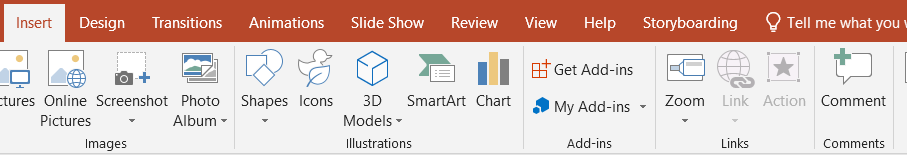 Insert Design Transitions Animations Slide Show Review View Help Storyboarding Tell me what you
Online Pictures
Screenshot
Photo Album
Shapes
Icons
3D Models
SmartArt
Chart
Get Add-ins
My Add-ins
Zoom
Link
Action
Comment
Images
Illustrations
Add-ins
Links
Comments